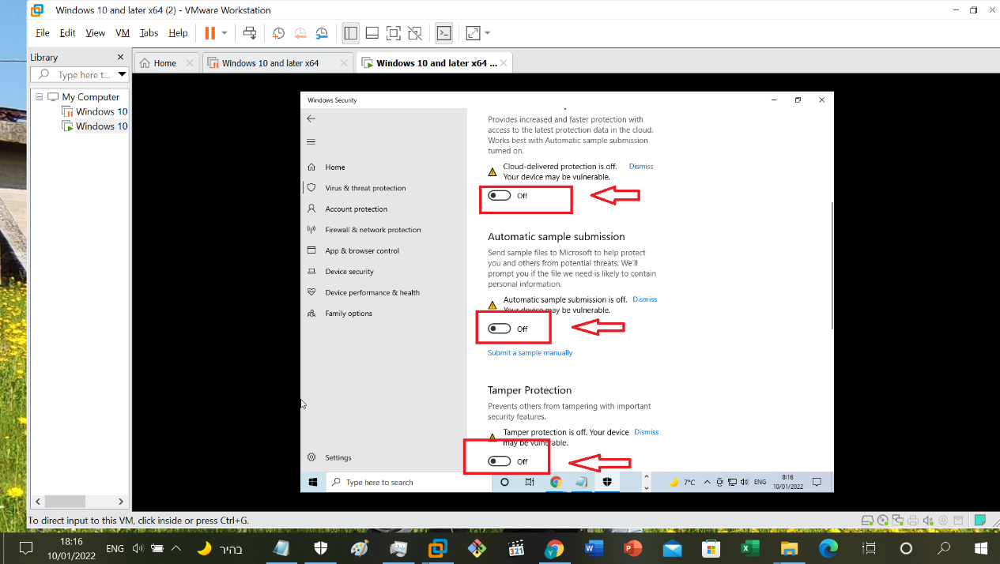 Windows 10 and later x64 (2) - VMware Workstation
File Edit View VM Tabs Help
Library
Type here t...
My Computer
Windows 10
Windows 10
Home
Windows 10 and later x64
Windows 10 and later x64 ...
Windows Security
Home
Virus & threat protection
Account protection
Firewall & network protection
App & browser control
Device security
Device performance & health
Family options
Settings
Provides increased and faster protection with
access to the latest protection data in the cloud.
Works best with Automatic sample submission
turned on.
Cloud-delivered protection is off. Dismiss
Your device may be vulnerable.
Off
Automatic sample submission
Send sample files to Microsoft to help protect
you and others from potential threats. We'll
prompt you if the file we need is likely to contain
personal information.
Automatic sample submission is off. Dismiss
Your device may be vulnerable.
Off
Submit a sample manually
Tamper Protection
Prevents others from tampering with important
security features.
Tamper protection is off. Your device Dismiss
may be vulnerable.
Off
Type here to search
7°C
ENG
8:16
10/01/2022
To direct input to this VM, click inside or press Ctrl+G.
18:16
10/01/2022
ENG
בהיר
321
Y
W
P
X